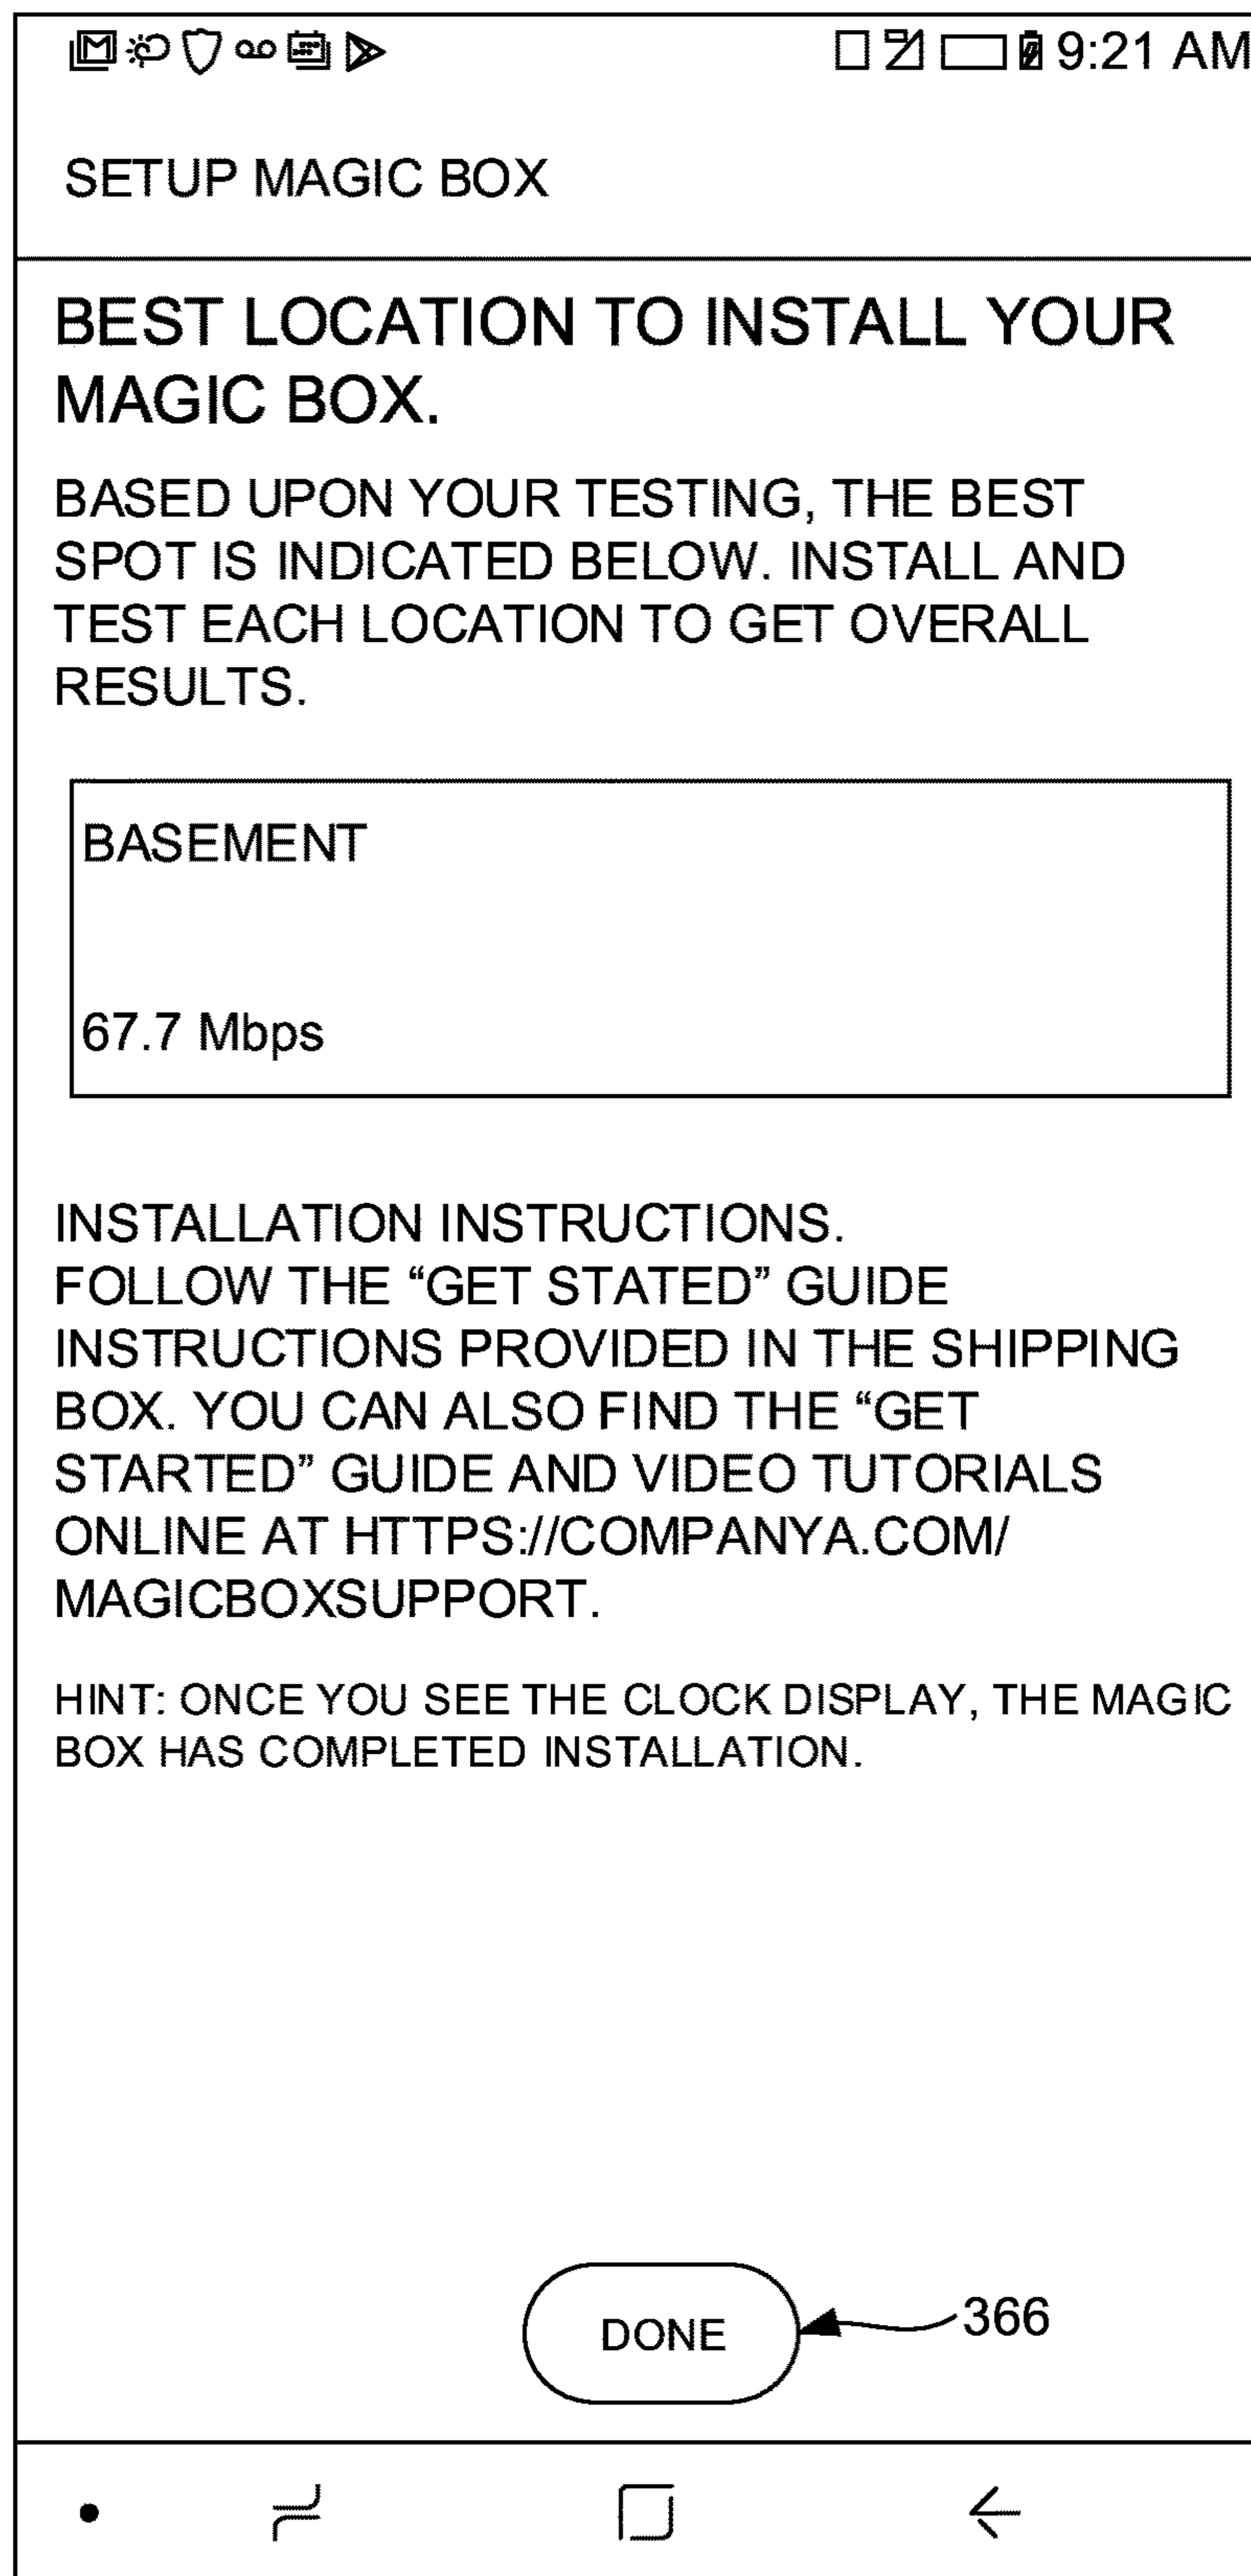 9:21 AM
SETUP MAGIC BOX
BEST LOCATION TO INSTALL YOUR
MAGIC BOX.
BASED UPON YOUR TESTING, THE BEST
SPOT IS INDICATED BELOW. INSTALL AND
TEST EACH LOCATION TO GET OVERALL
RESULTS.
BASEMENT
67.7 Mbps
INSTALLATION INSTRUCTIONS.
FOLLOW THE “GET STATED” GUIDE
INSTRUCTIONS PROVIDED IN THE SHIPPING
BOX. YOU CAN ALSO FIND THE “GET
STARTED” GUIDE AND VIDEO TUTORIALS
ONLINE AT HTTPS://COMPANYA.COM/
MAGICBOXSUPPORT.
HINT: ONCE YOU SEE THE CLOCK DISPLAY, THE MAGIC
BOX HAS COMPLETED INSTALLATION.
DONE
366